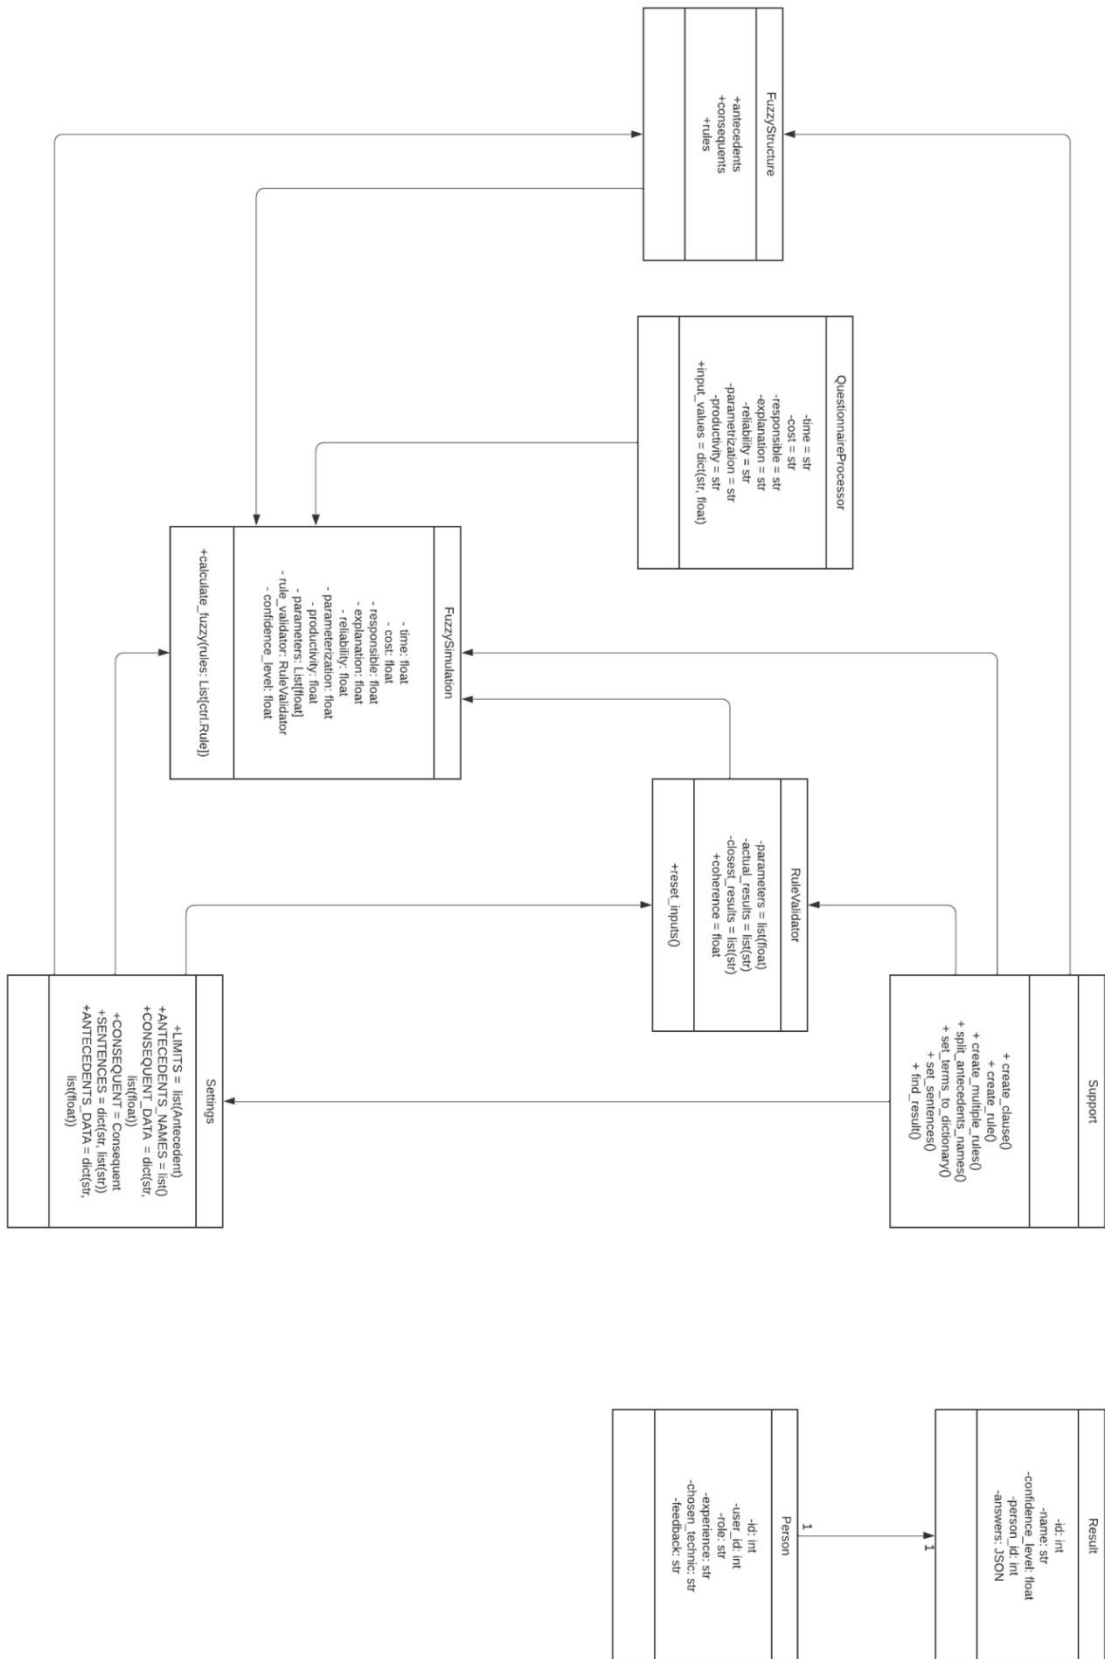 FuzzyStructure
+antecedents
+consequents
+rules
QuestionnaireProcessor
-time = str
-cost = str
-responsible = str
-explanation = str
-reliability = str
-parametrization = str
-productivity = str
+input_values = dict(str, float)
FuzzySimulation
- time: float
- cost: float
- responsible: float
- explanation: float
- reliability: float
- parameterization: float
- productivity: float
- parameters: List[float]
- rule_validator: RuleValidator
- confidence_level: float
+calculate_fuzzy(rules: List[ctrl.Rule])
RuleValidator
-parameters = list(float)
-actual_results = list(str)
-closest_results = list(str)
+coherence = float
+reset_inputs()
Support
+ create_clause()
+ create_rule()
+ create_multiple_rules()
+ split_antecedents_names()
+ set_terms_to_dictionary()
+ set_sentences()
+ find_result()
Settings
+LIMITS = list(Antecedent)
+ANTECEDENTS_NAMES = list()
+CONSEQUENT_DATA = dict(str,
list(float))
+CONSEQUENT = Consequent
+SENTENCES = dict(str, list(str))
+ANTECEDENTS_DATA = dict(str,
list(float))
Result
-id: int
-name: str
-confidence_level: float
-person_id: int
-answers: JSON
1
1
Person
-id: int
-user_id: int
-role: str
-experience: str
-chosen_technic: str
-feedback: str